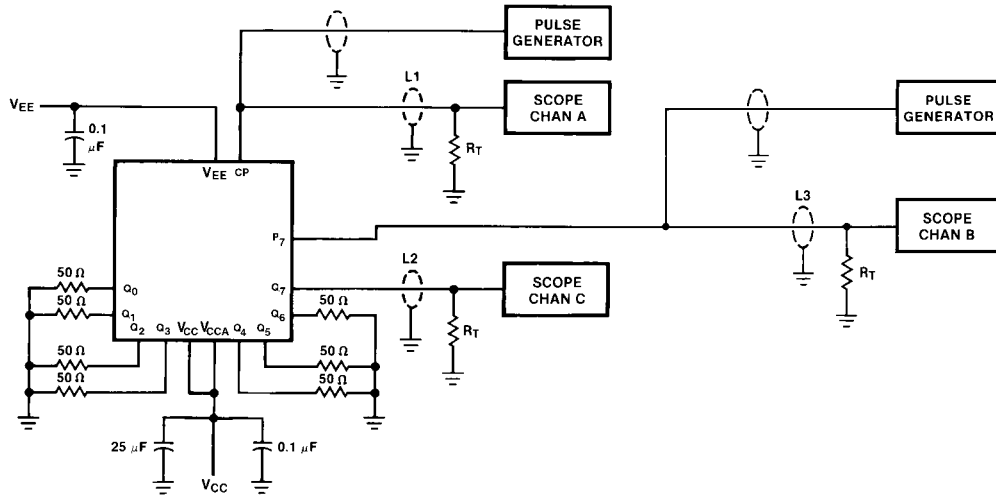 PULSE
GENERATOR
L1
SCOPE
CHAN A
PULSE
GENERATOR
VEE
0.1
μF
RT
VEE CP
L3
P7
SCOPE
CHAN B
L2
50 Ω
Q0
Q7
SCOPE
CHAN C
RT
50 Ω
Q1
Q6
50 Ω
Q2 Q3 VCC VCCA Q4 Q5
RT
50 Ω
50 Ω
50 Ω
50 Ω
25 μF
0.1 μF
VCC